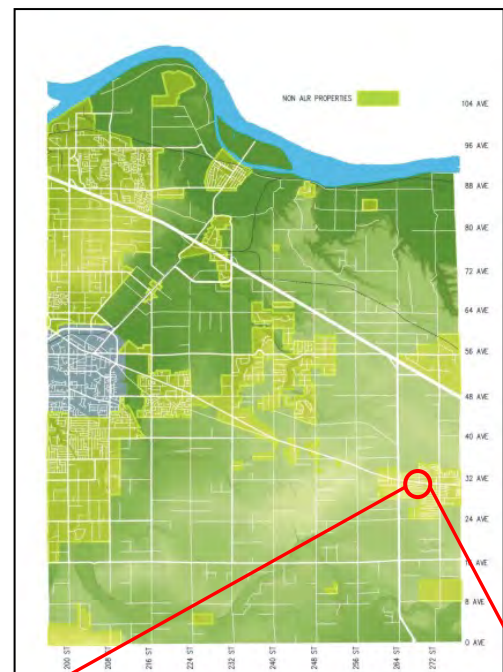 NON ALR PROPERTIES
104 AVE
96 AVE
88 AVE
80 AVE
72 AVE
64 AVE
56 AVE
48 AVE
40 AVE
32 AVE
24 AVE
AVE
8 AVE
0 AVE
200 ST
208 ST
216 ST
224 ST
232 ST
240 ST
248 ST
256 ST
264 ST
272 ST